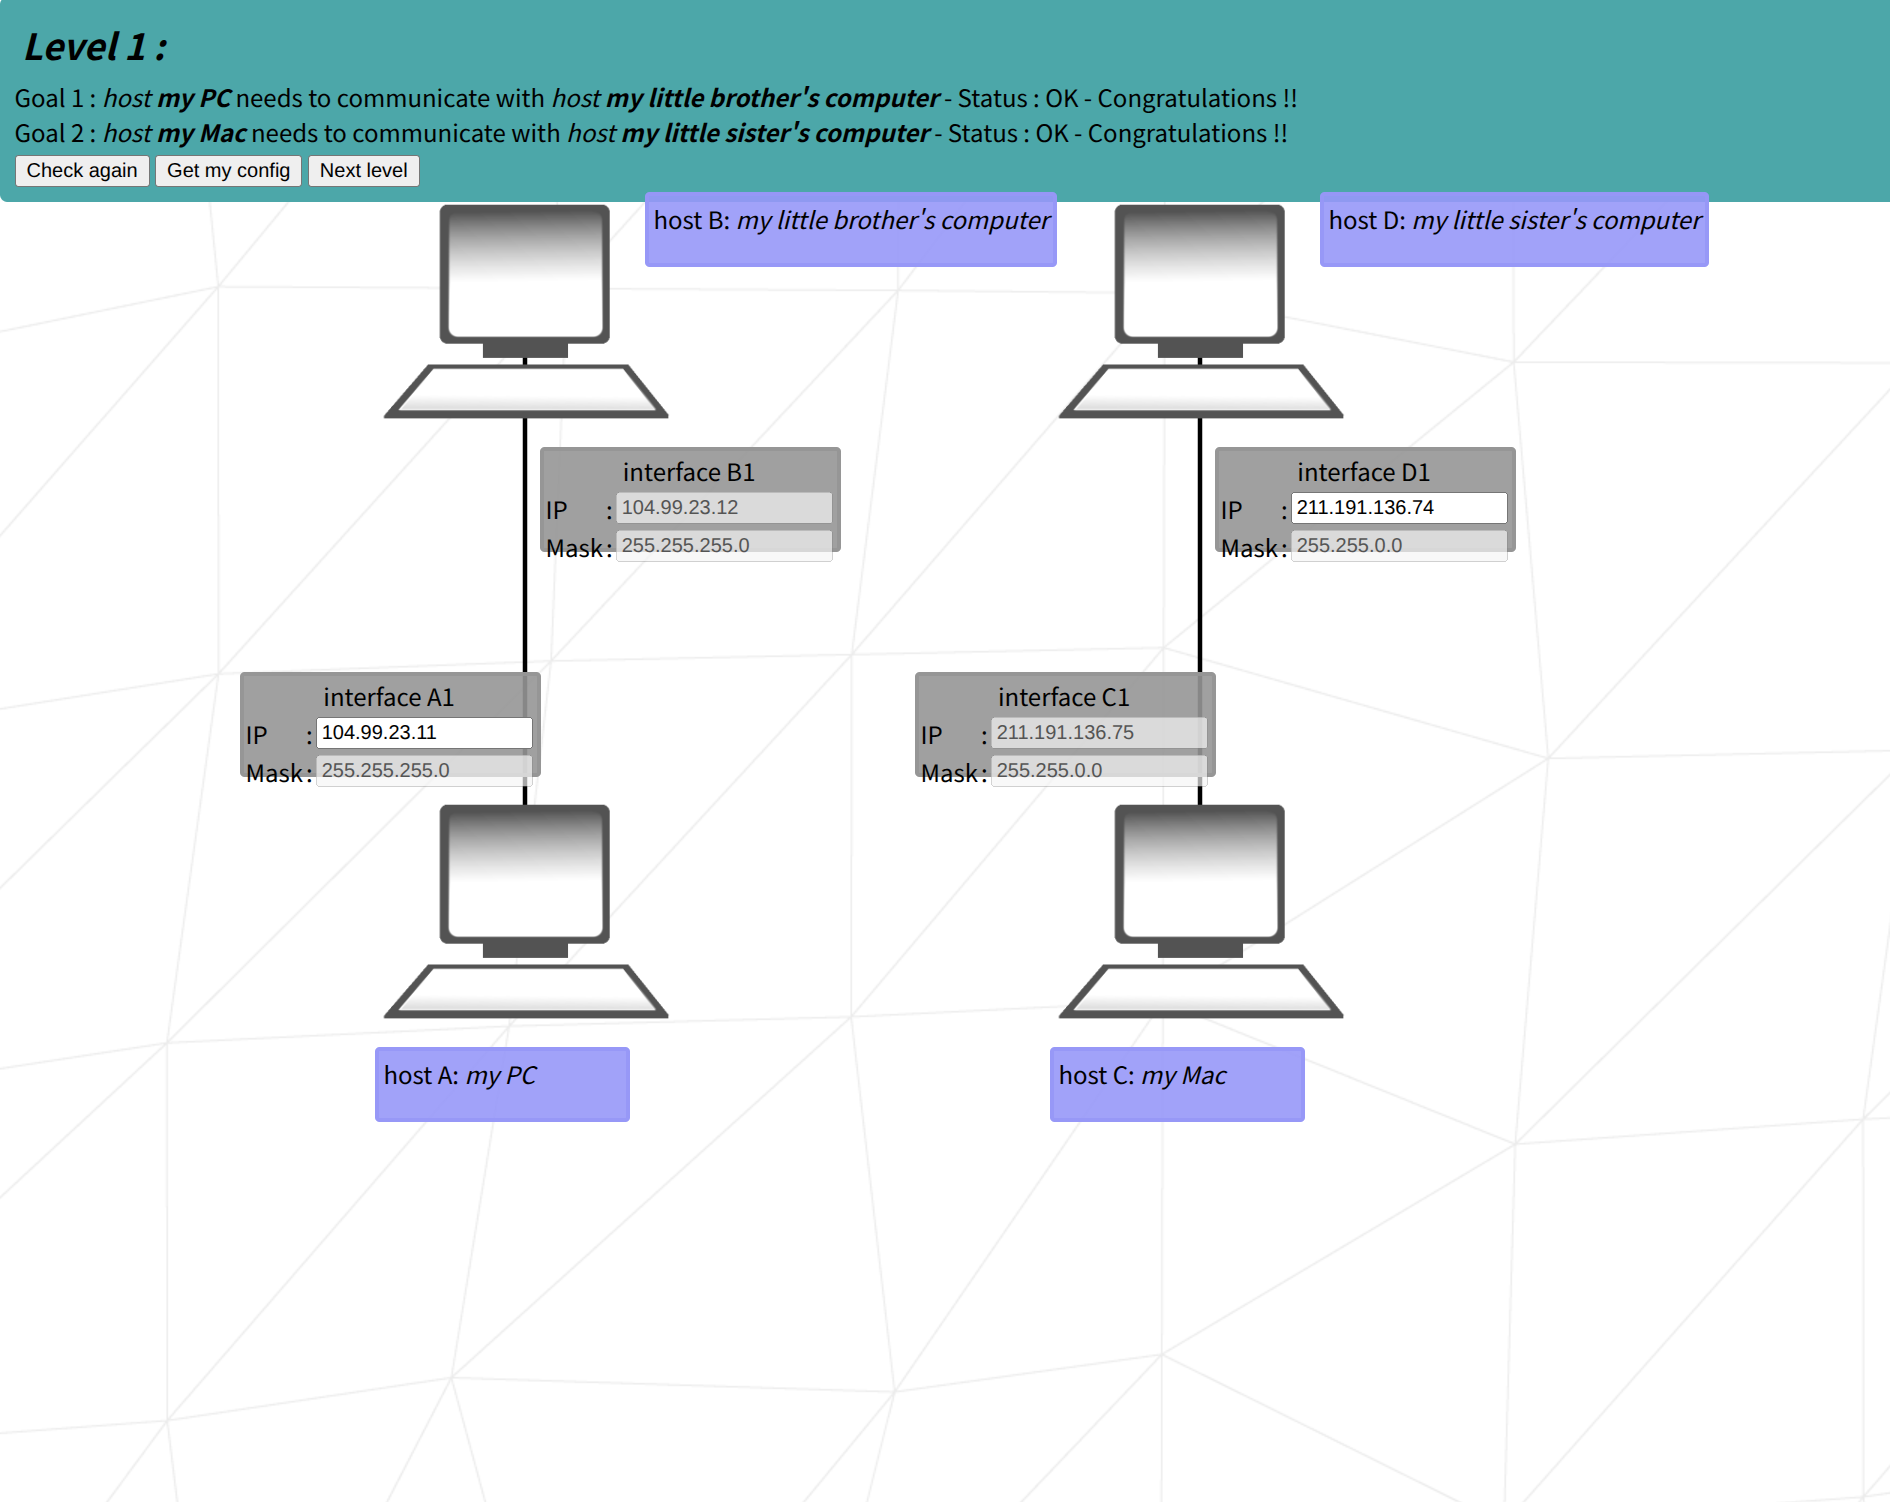 Level 1 :
Goal 1 : host my PC needs to communicate with host my little brother's computer - Status : OK - Congratulations !!
Goal 2 : host my Mac needs to communicate with host my little sister's computer - Status : OK - Congratulations !!
Check again Get my config Next level
host B: my little brother's computer
host D: my little sister's computer
interface B1
IP : 104.99.23.12
Mask : 255.255.255.0
interface D1
IP : 211.191.136.74
Mask : 255.255.0.0
interface A1
IP : 104.99.23.11
Mask : 255.255.255.0
interface C1
IP : 211.191.136.75
Mask : 255.255.0.0
host A: my PC
host C: my Mac